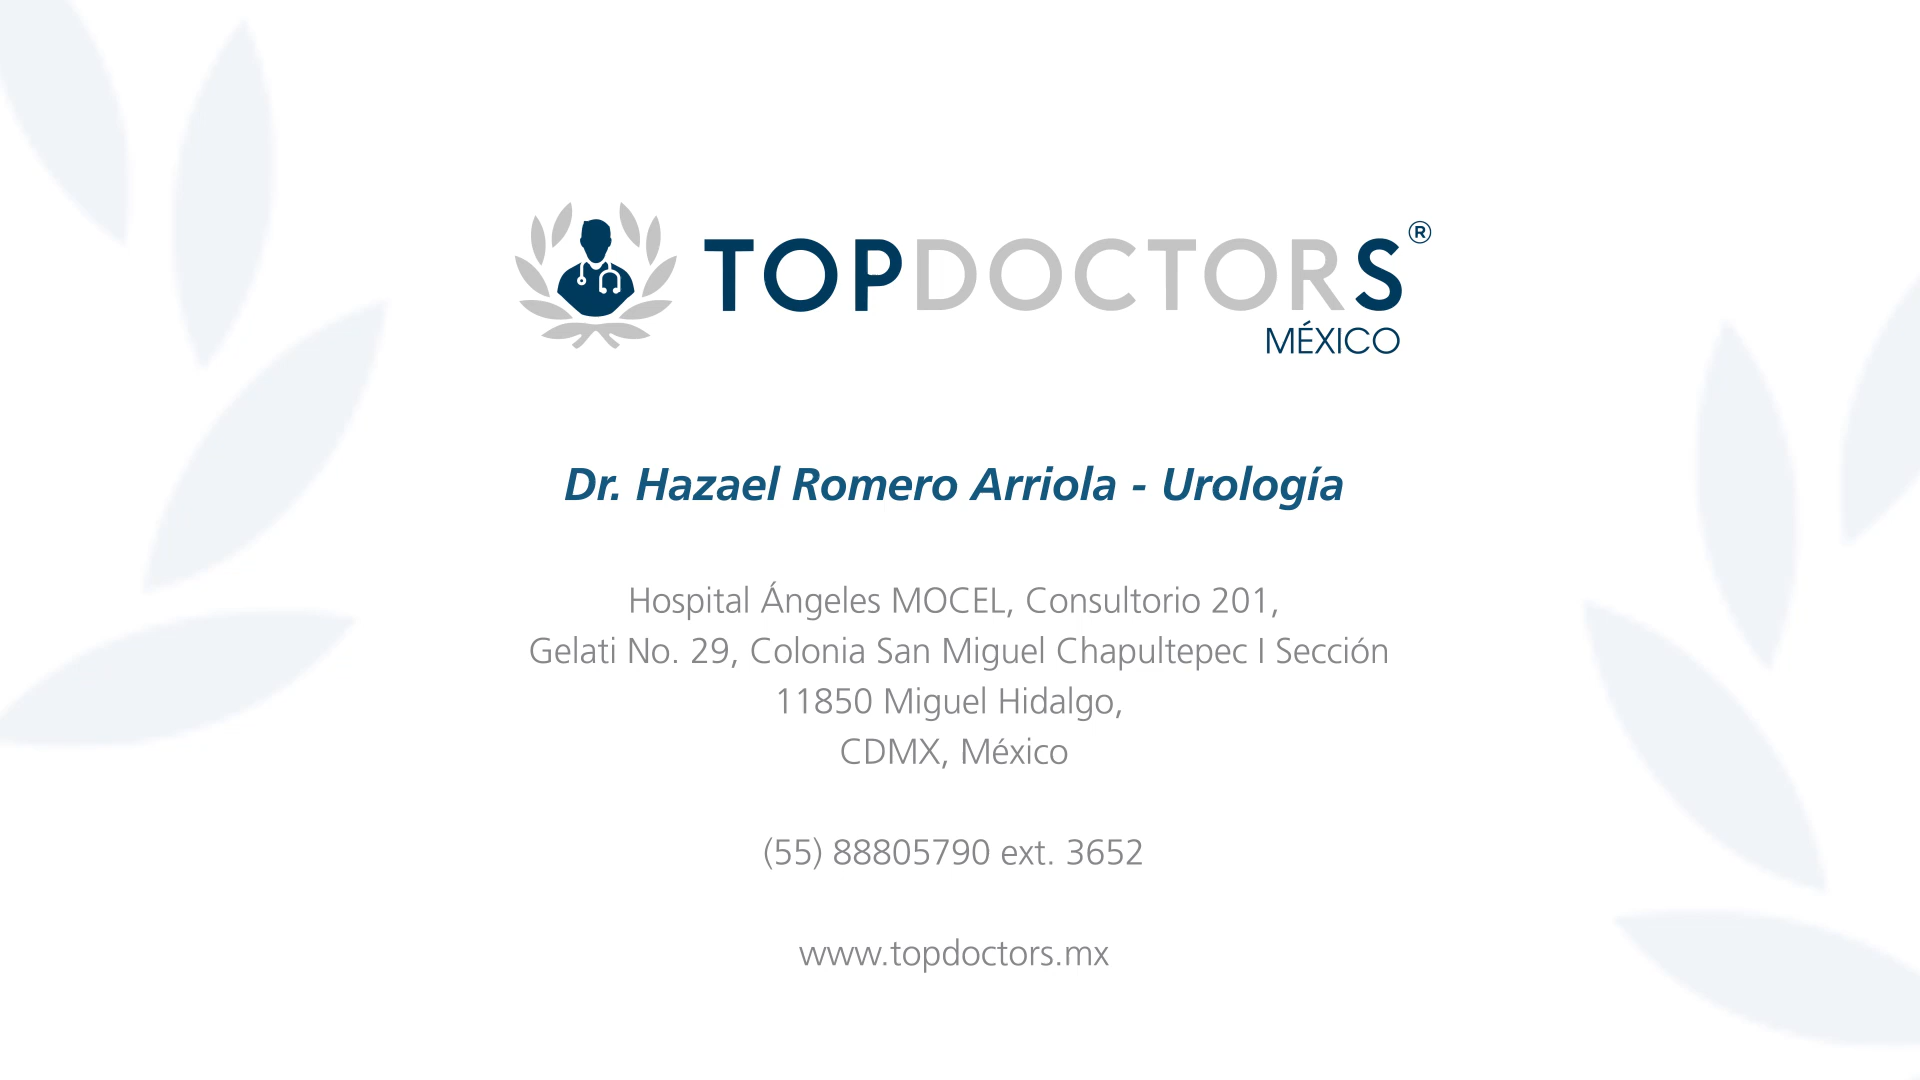 TOPDOCTORS®
MÉXICO
Dr. Hazael Romero Arriola - Urología
Hospital Ángeles MOCEL, Consultorio 201,
Gelati No. 29, Colonia San Miguel Chapultepec I Sección
11850 Miguel Hidalgo,
CDMX, México
(55) 88805790 ext. 3652
www.topdoctors.mx